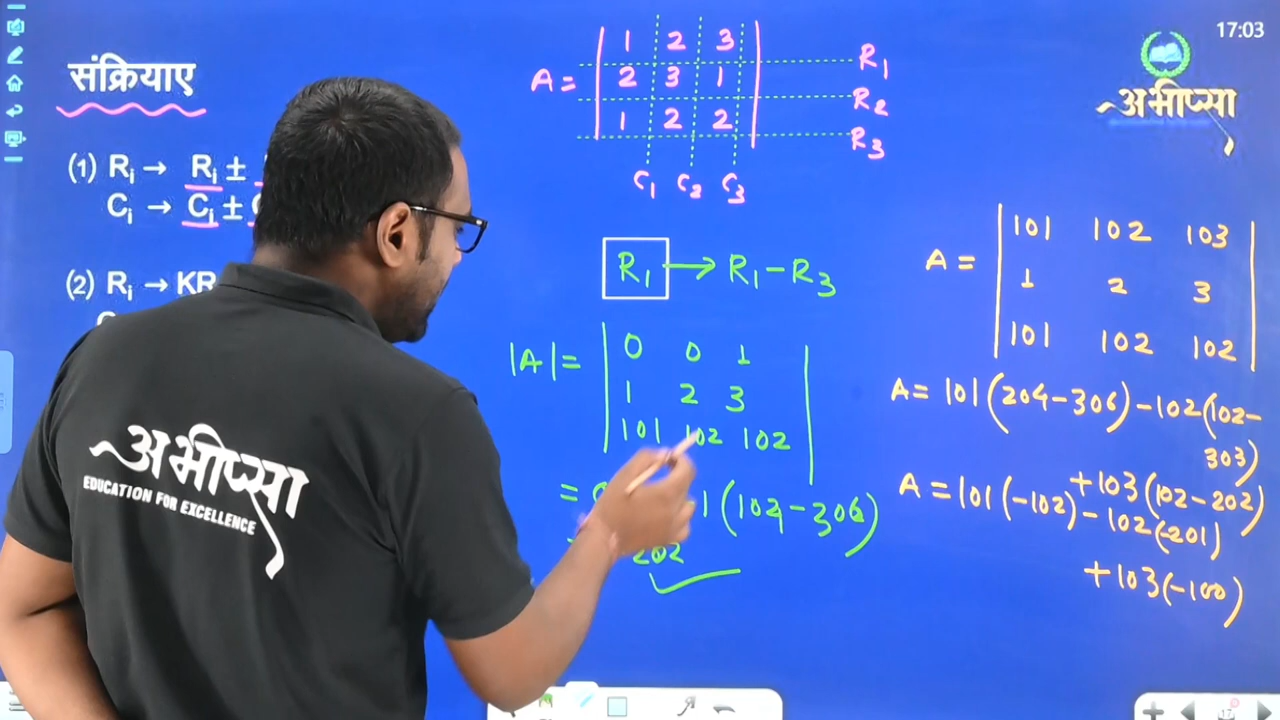 17:03
संक्रियाए
(1) Ri → Ri ±
Ci → Ci ±
(2) Ri → KR
A = | 1 2 3 | R1
| 2 3 1 | R2
| 1 2 2 | R3
C1 C2 C3
R1 → R1 - R3
|A| = | 0 0 1 |
| 1 2 3 |
| 101 102 102 |
(102 - 306)
202
अभीप्सा
A = | 101 102 103 |
| 1 2 3 |
| 101 102 102 |
A = 101(204-306) - 102(102-
303)
+103(102-202)
A = 101(-102) - 102(-201)
+103(-100)
अभीप्सा
EDUCATION FOR EXCELLENCE
17